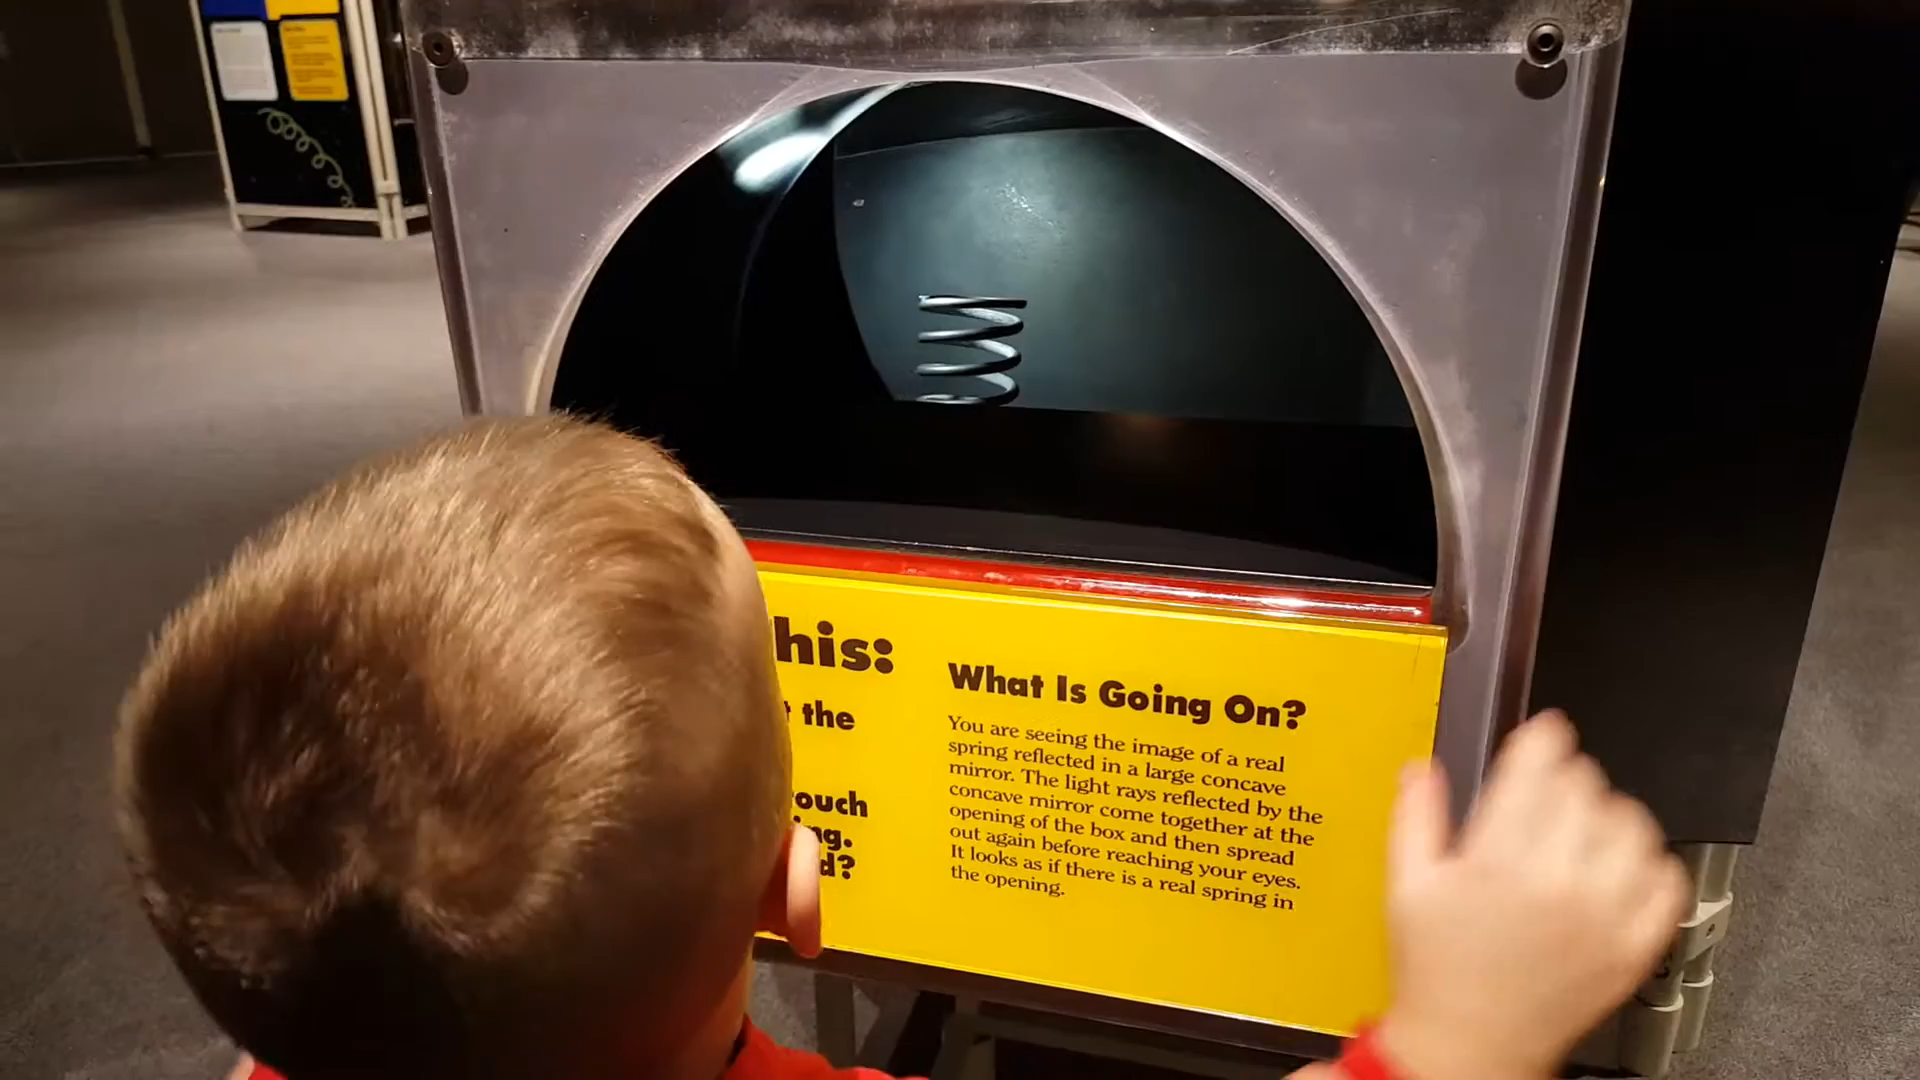 his:
the
ouch
ng.
d?
What Is Going On?
You are seeing the image of a real
spring reflected in a large concave
mirror. The light rays reflected by the
concave mirror come together at the
opening of the box and then spread
out again before reaching your eyes.
It looks as if there is a real spring in
the opening.